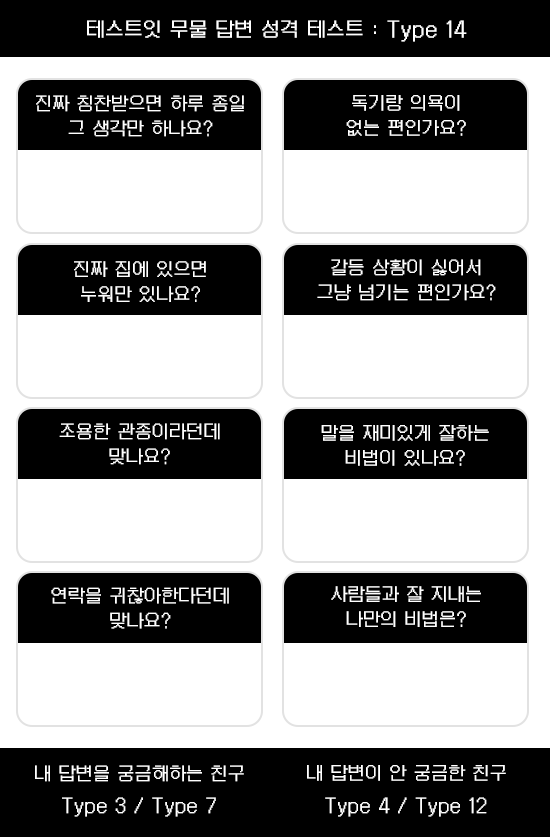 테스트잇 무물 답변 성격 테스트 : Type 14
진짜 칭찬받으면 하루 종일
그 생각만 하나요?
독기랑 의욕이
없는 편인가요?
진짜 집에 있으면
누워만 있나요?
갈등 상황이 싫어서
그냥 넘기는 편인가요?
조용한 관종이라던데
맞나요?
말을 재미있게 잘하는
비법이 있나요?
연락을 귀찮아한다던데
맞나요?
사람들과 잘 지내는
나만의 비법은?
내 답변을 궁금해하는 친구
Type 3 / Type 7
내 답변이 안 궁금한 친구
Type 4 / Type 12